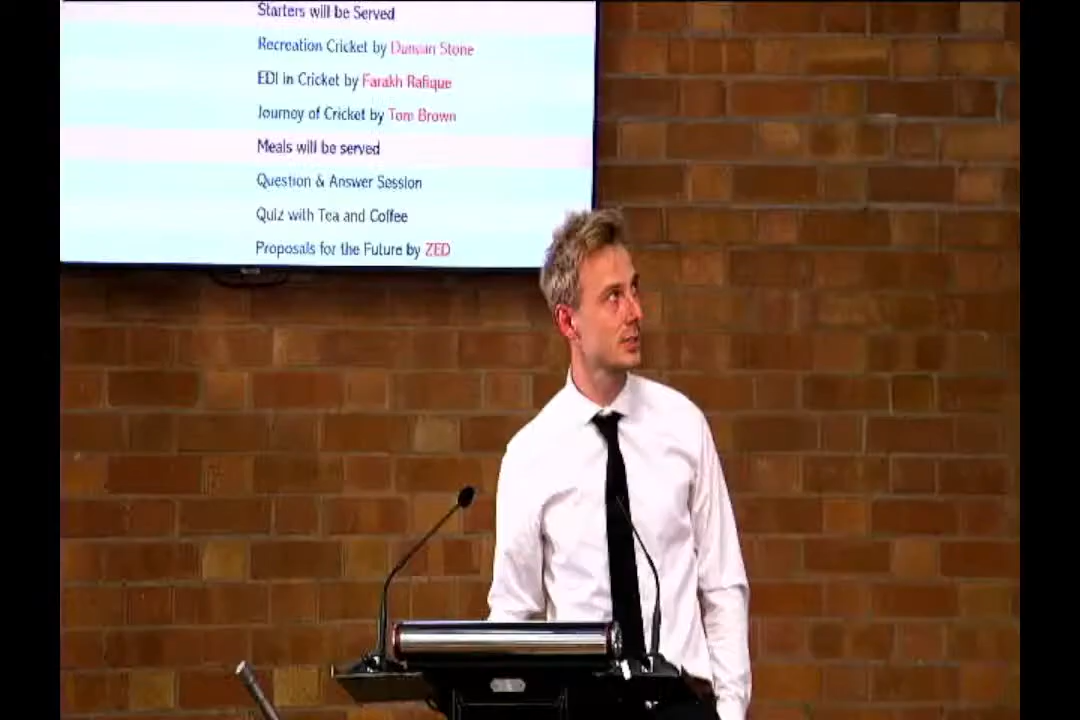 Starters will be Served
Recreation Cricket by Duncan Stone
EDI in Cricket by Farakh Rafique
Journey of Cricket by Tom Brown
Meals will be served
Question & Answer Session
Quiz with Tea and Coffee
Proposals for the Future by ZED